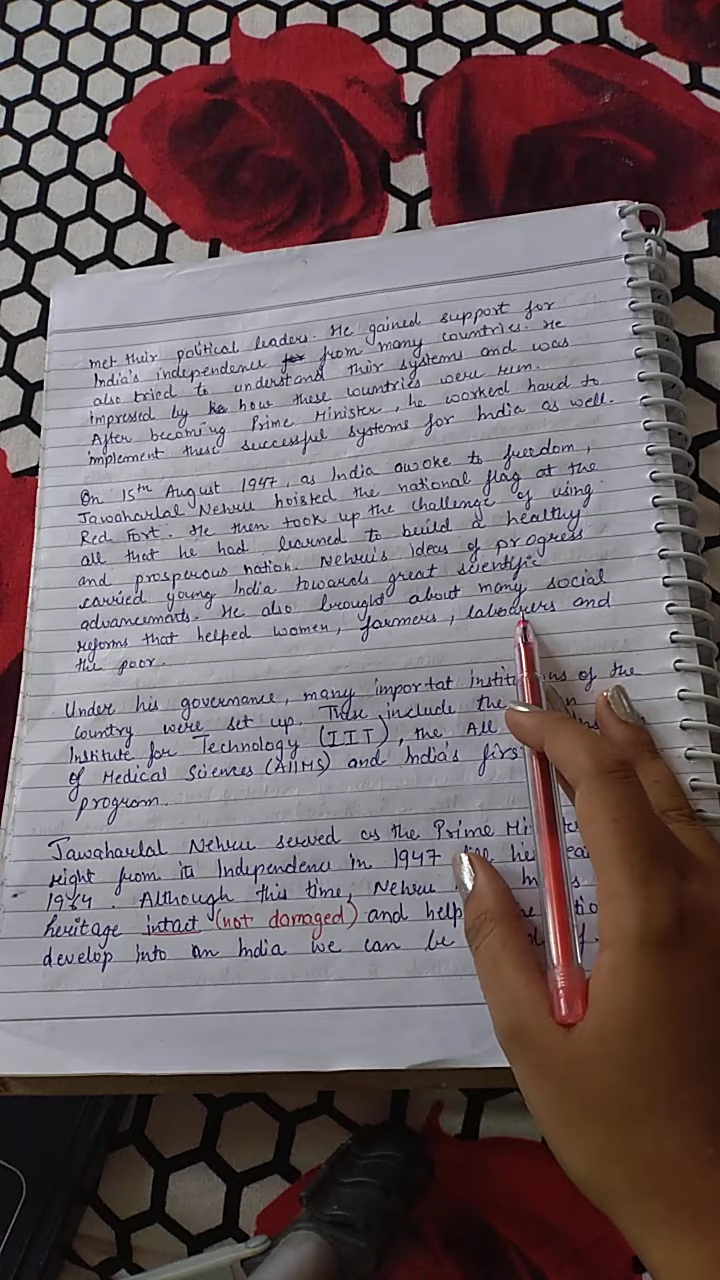 met their political leaders. He gained support for
India's independence from many countries. He
also tried to understand their systems and was
impressed by how these countries were run.
After becoming Prime Minister, he worked hard to
implement these successful systems for India as well.
On 15th August 1947, as India awoke to freedom,
Jawaharlal Nehru hoisted the national flag at the
Red Fort. He then took up the challenge of using
all that he had learned to build a healthy
and prosperous nation. Nehru's ideas of progress
carried young India towards great scientific
advancements. He also brought about many social
reforms that helped women, farmers, labourers and
the poor.
Under his governance, many importat institutions of the
country were set up. These include the
Institute for Technology (IIT), the All
of Medical Sciences (AIIMS) and India's first
program.
Jawaharlal Nehru served as the Prime
right from its Independence in 1947 his
1964. Although this time, Nehru
heritage intact (not damaged) and help
develop into an India we can be